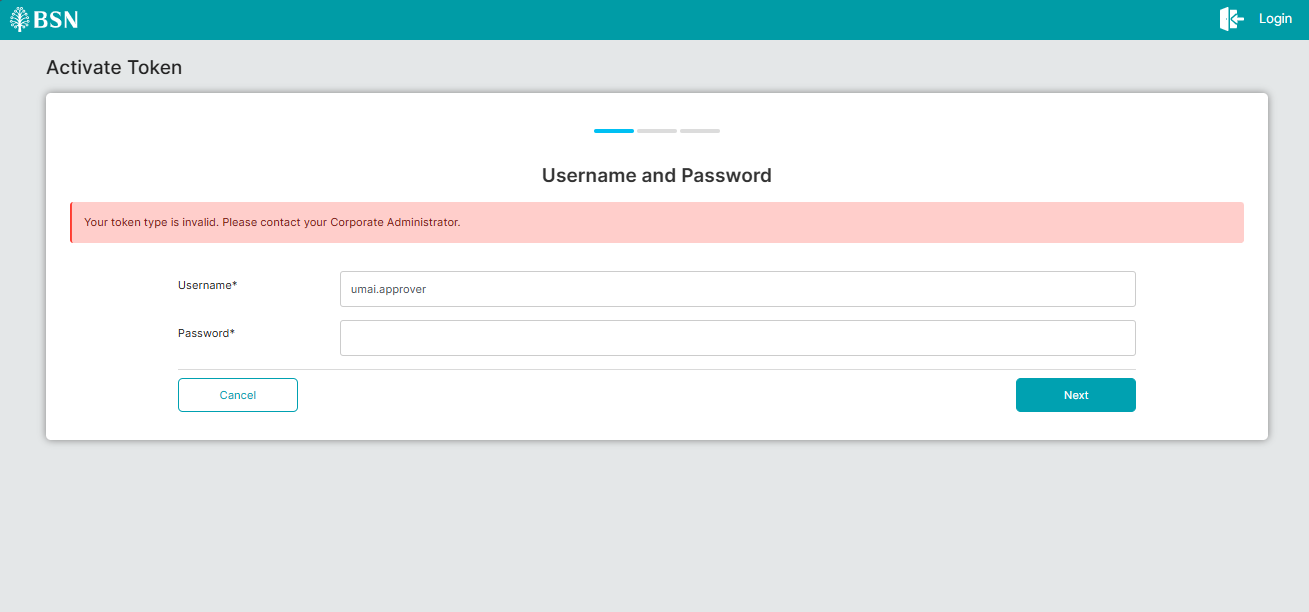 BSN
Login
Activate Token
Username and Password
Your token type is invalid. Please contact your Corporate Administrator.
Username*
umai.approver
Password*
Cancel
Next